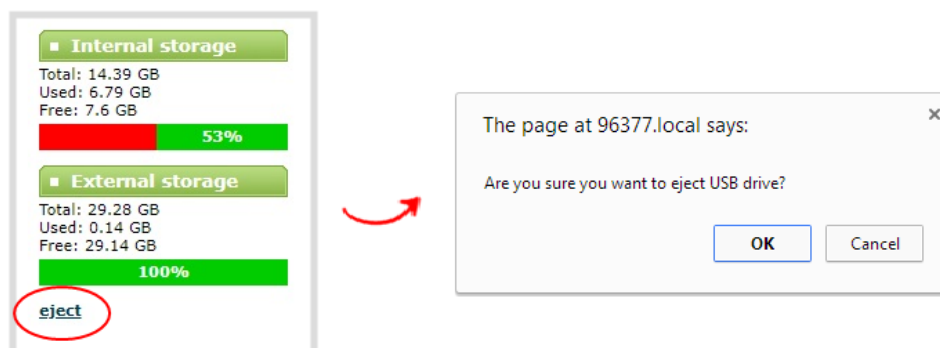 Internal storage
Total: 14.39 GB
Used: 6.79 GB
Free: 7.6 GB
53%
External storage
Total: 29.28 GB
Used: 0.14 GB
Free: 29.14 GB
100%
eject
The page at 96377.local says:
Are you sure you want to eject USB drive?
OK Cancel